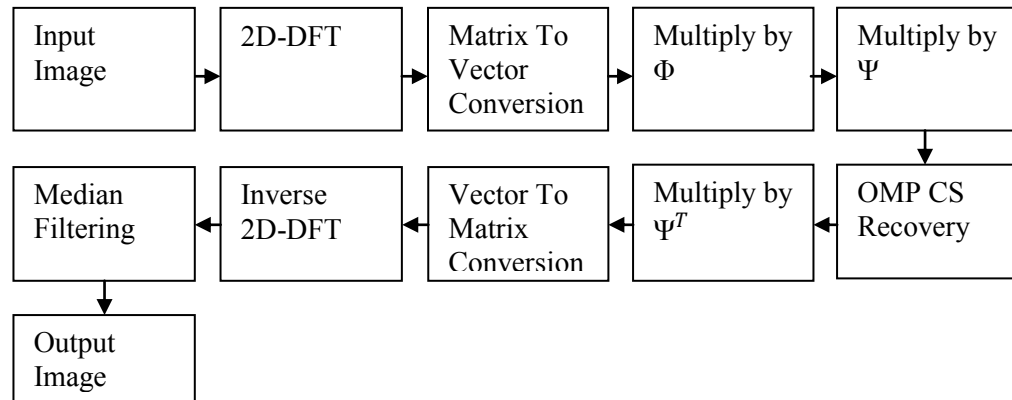 Input
Image
2D-DFT
Matrix To
Vector
Conversion
Multiply by
Φ
Multiply by
Ψ
OMP CS
Recovery
Multiply by
Ψᵀ
Vector To
Matrix
Conversion
Inverse
2D-DFT
Median
Filtering
Output
Image